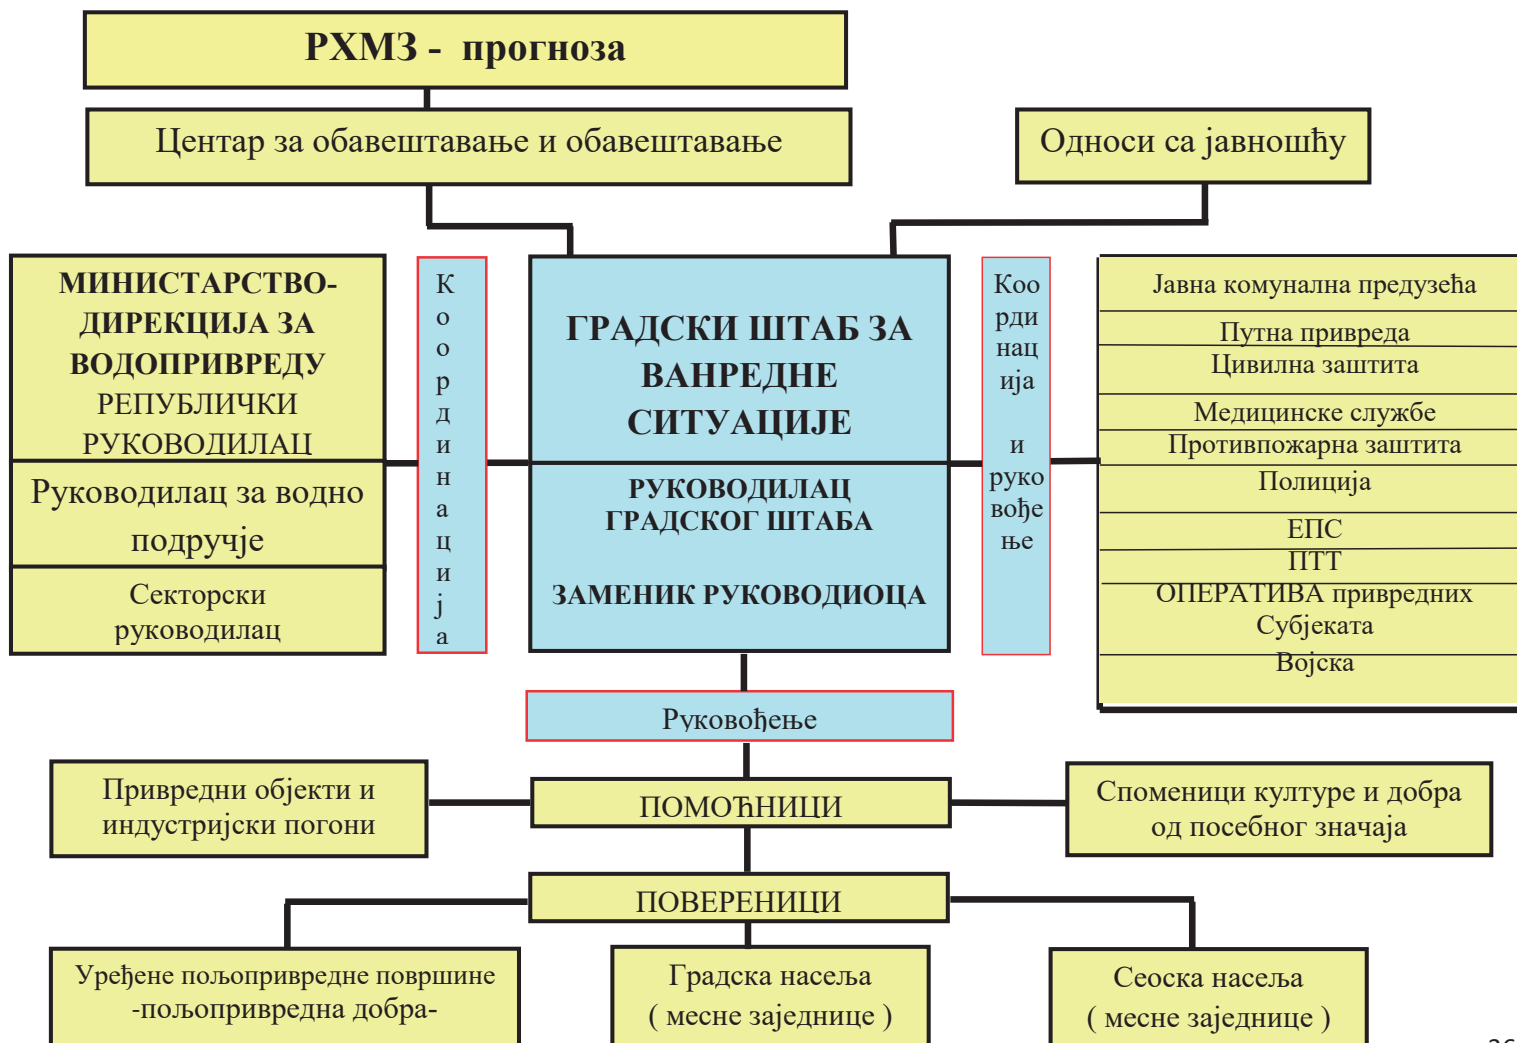 РХМЗ - прогноза
Центар за обавештавање и обавештавање
Односи са јавношћу
МИНИСТАРСТВО-
ДИРЕКЦИЈА ЗА
ВОДОПРИВРЕДУ
РЕПУБЛИЧКИ
РУКОВОДИЛАЦ
Руководилац за водно
подручје
Секторски
руководилац
К
о
о
р
д
и
н
а
ц
и
ј
а
ГРАДСКИ ШТАБ ЗА
ВАНРЕДНЕ
СИТУАЦИЈЕ
РУКОВОДИЛАЦ
ГРАДСКОГ ШТАБА
ЗАМЕНИК РУКОВОДИОЦА
Коо
рди
нац
ија
и
руко
вође
ње
Јавна комунална предузећа
Путна привреда
Цивилна заштита
Медицинске службе
Противпожарна заштита
Полиција
ЕПС
ПТТ
ОПЕРАТИВА привредних
Субјеката
Војска
Руковођење
Привредни објекти и
индустријски погони
ПОМОЋНИЦИ
Споменици културе и добра
од посебног значаја
ПОВЕРЕНИЦИ
Уређене пољопривредне површине
-пољопривредна добра-
Градска насеља
( месне заједнице )
Сеоска насеља
( месне заједнице )